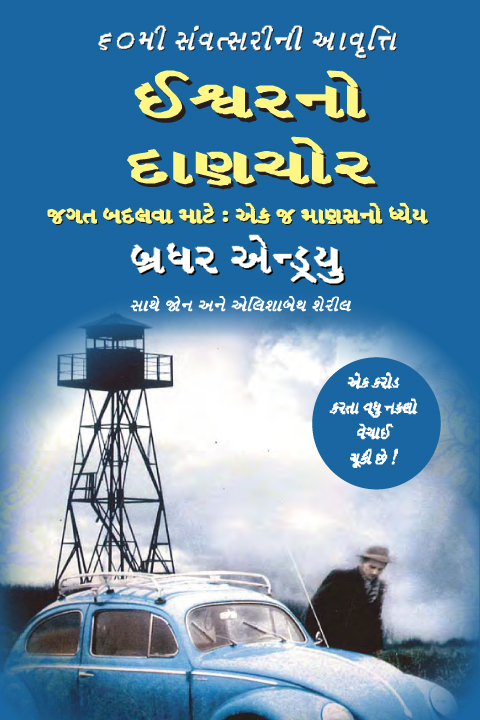 ૬૦મી સંવત્સરીની આવૃત્તિ
ઈશ્વરનો
દાણચોર
જગત બદલવા માટે : એક જ માણસનો ધ્યેય
બ્રધર એન્ડ્રયુ
સાથે જોન અને એલિશાબેથ શેરીલ
એક કરોડ
કરતા વધુ નકલો
વેચાઈ
ચૂકી છે !